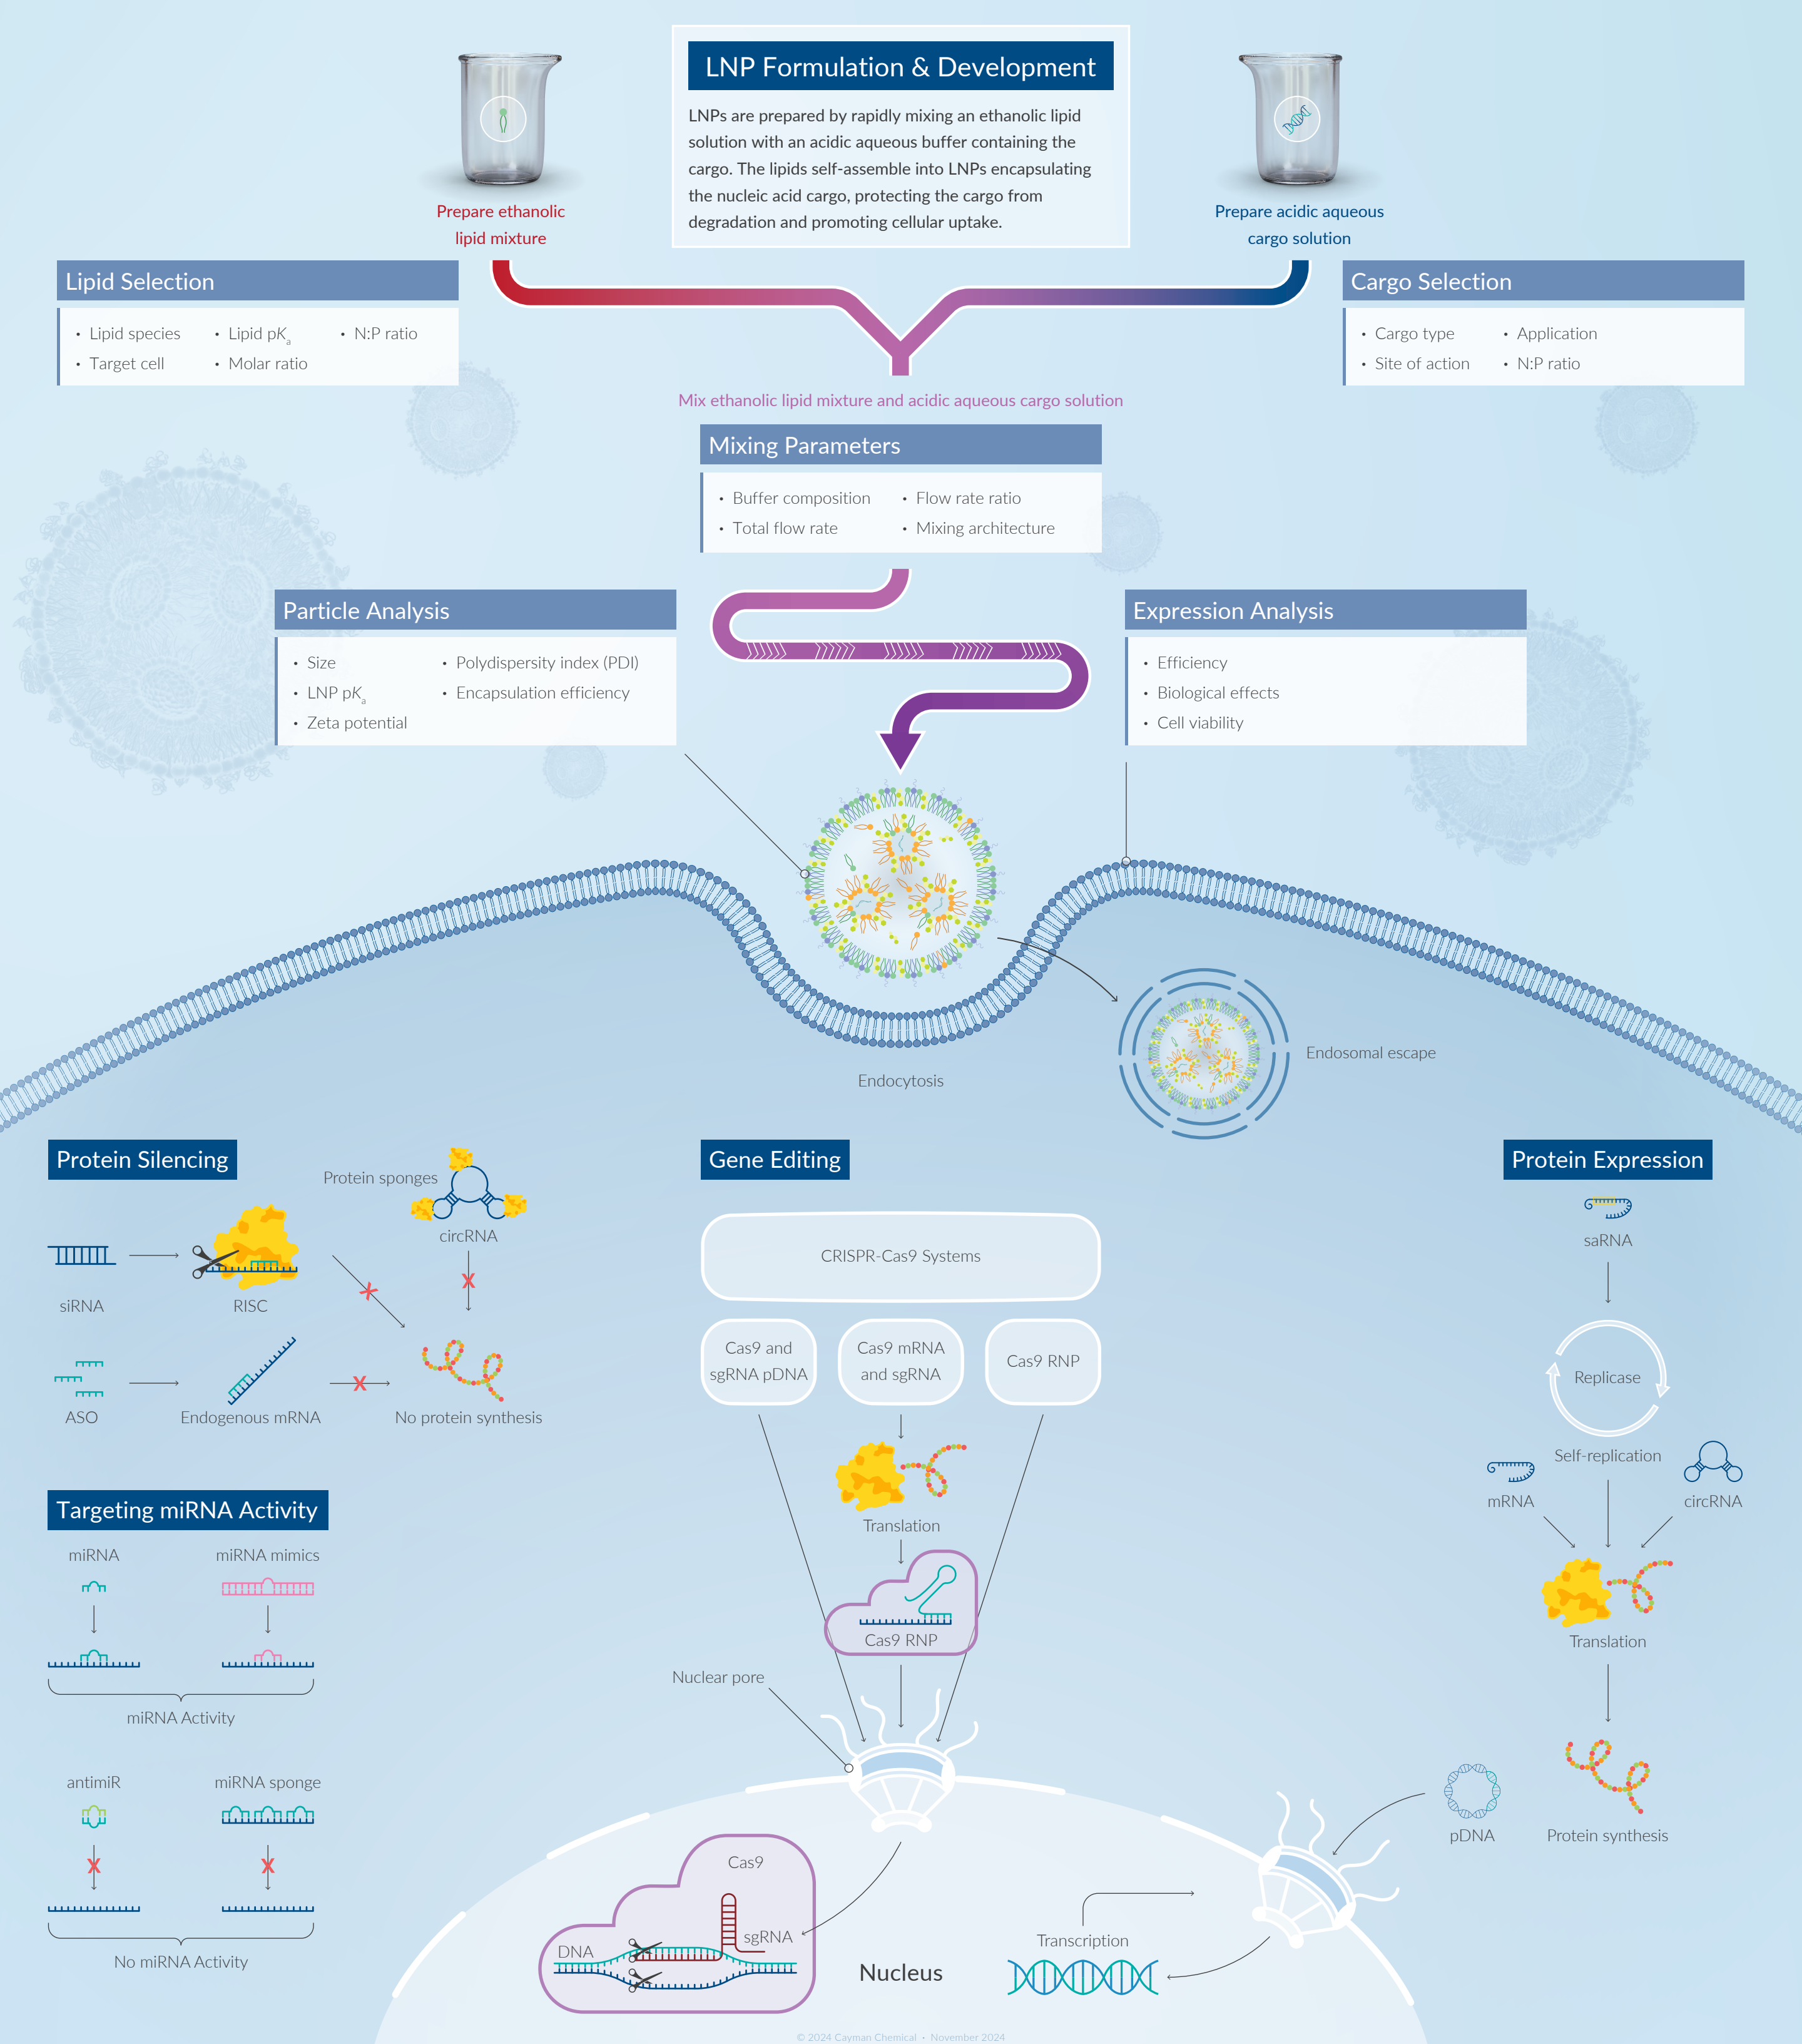 LNP Formulation & Development
LNPs are prepared by rapidly mixing an ethanolic lipid
solution with an acidic aqueous buffer containing the
cargo. The lipids self-assemble into LNPs encapsulating
the nucleic acid cargo, protecting the cargo from
degradation and promoting cellular uptake.
Prepare ethanolic
lipid mixture
Prepare acidic aqueous
cargo solution
Lipid Selection
• Lipid species • Lipid pKa • N:P ratio
• Target cell • Molar ratio
Cargo Selection
• Cargo type • Application
• Site of action • N:P ratio
Mix ethanolic lipid mixture and acidic aqueous cargo solution
Mixing Parameters
• Buffer composition • Flow rate ratio
• Total flow rate • Mixing architecture
Particle Analysis
• Size • Polydispersity index (PDI)
• LNP pKa • Encapsulation efficiency
• Zeta potential
Expression Analysis
• Efficiency
• Biological effects
• Cell viability
Endocytosis
Endosomal escape
Protein Silencing
Protein sponges
circRNA
siRNA
RISC
ASO
Endogenous mRNA
No protein synthesis
Targeting miRNA Activity
miRNA
miRNA mimics
miRNA Activity
antimiR
miRNA sponge
No miRNA Activity
Gene Editing
CRISPR-Cas9 Systems
Cas9 and
sgRNA pDNA
Cas9 mRNA
and sgRNA
Cas9 RNP
Translation
Cas9 RNP
Nuclear pore
Cas9
sgRNA
DNA
Nucleus
Transcription
Protein Expression
saRNA
Replicase
Self-replication
mRNA
circRNA
Translation
pDNA
Protein synthesis
© 2024 Cayman Chemical • November 2024